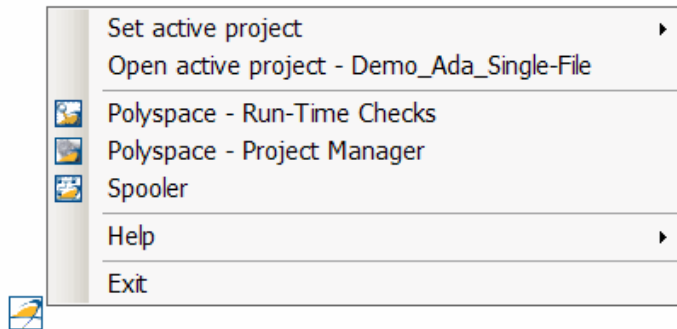 Set active project
Open active project - Demo_Ada_Single-File
Polyspace - Run-Time Checks
Polyspace - Project Manager
Spooler
Help
Exit